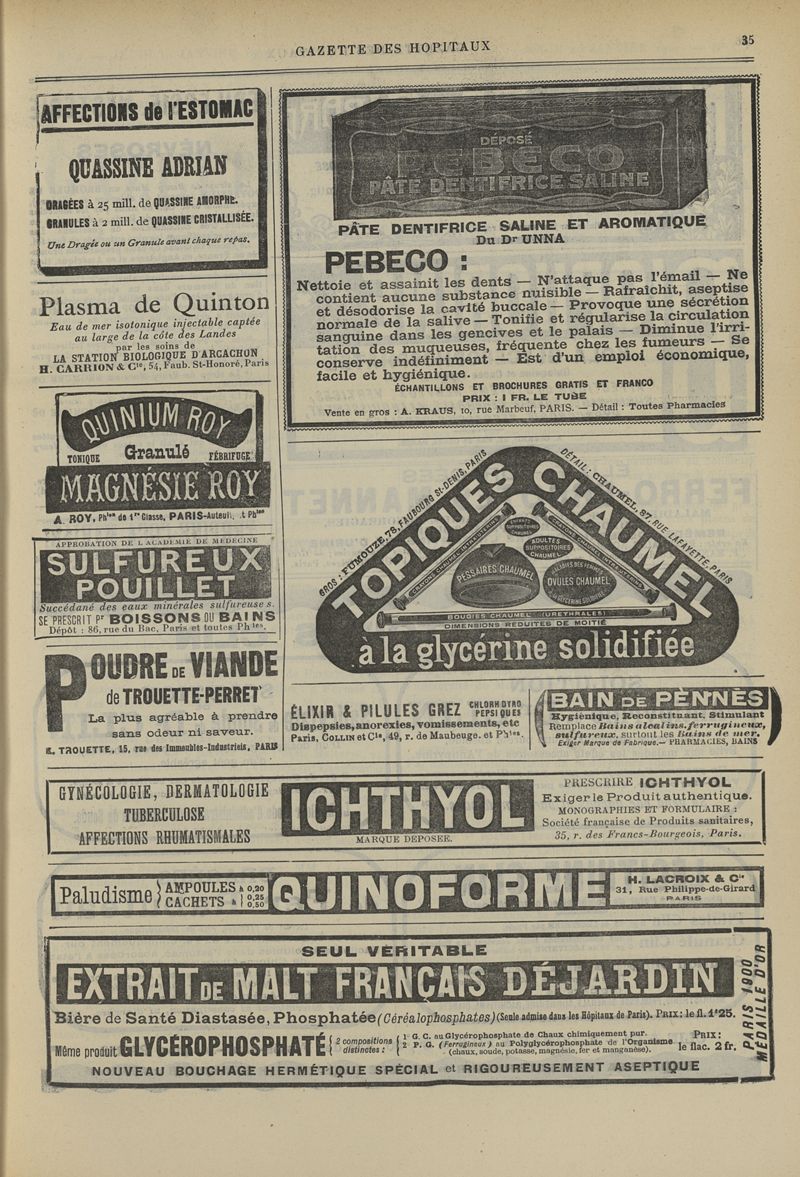 GAZETTE DES HOPITAUX
35
AFFECTIONS de l'ESTOMAC
QUASSINE ADRIAN
DRAGÉES à 25 mill. de QUASSINE AMORPHE.
GRANULES à 2 mill. de QUASSINE CRISTALLISÉE.
Une Dragée ou un Granule avant chaque repas.
Plasma de Quinton
Eau de mer isotonique injectable captée
au large de la côte des Landes
par les soins de
LA STATION BIOLOGIQUE D'ARCACHON
H. CARRION & Cie, 54, Faub. St-Honoré, Paris
QUINIUM ROY
TONIQUE Granulé FÉBRIFUGE
MAGNÉSIE ROY
A. ROY, Phien de 1re Classe, PARIS-Auteuil, et Phies
APPROBATION DE L'ACADÉMIE DE MÉDECINE
SULFUREUX
POUILLET
Succédané des eaux minérales sulfureuses.
SE PRESCRIT Pr BOISSONS OU BAINS
Dépôt : 86, rue du Bac, Paris et toutes Phies.
POUDRE DE VIANDE
de TROUETTE-PERRET
La plus agréable à prendre
sans odeur ni saveur.
E. TROUETTE, 15, rue des Immeubles-Industriels, PARIS
DÉPOSÉ
PEBECO
PÂTE DENTIFRICE SALINE
PÂTE DENTIFRICE SALINE ET AROMATIQUE
Du Dr UNNA
PEBECO :
Nettoie et assainit les dents — N'attaque pas l'émail — Ne
contient aucune substance nuisible — Rafraîchit, aseptise
et désodorise la cavité buccale — Provoque une sécrétion
normale de la salive — Tonifie et régularise la circulation
sanguine dans les gencives et le palais — Diminue l'irri-
tation des muqueuses, fréquente chez les fumeurs — Se
conserve indéfiniment — Est d'un emploi économique,
facile et hygiénique.
ÉCHANTILLONS ET BROCHURES GRATIS ET FRANCO
PRIX : 1 FR. LE TUBE
Vente en gros : A. KRAUS, 10, rue Marbeuf, PARIS. — Détail : Toutes Pharmacies
GROS : FUMOUZE, 78, FAUBOURG St-DENIS, PARIS
DÉTAIL : CHAUMEL, 87, RUE LAFAYETTE, PARIS
TOPIQUES CHAUMEL
CRAYONS CHAUMEL INTRAUTÉRINS
ENFANTS
SUPPOSITOIRES
CHAUMEL
ADULTES
SUPPOSITOIRES
CHAUMEL
PESSAIRES CHAUMEL
MALADIES DES FEMMES
OVULES CHAUMEL
A LA GLYCÉRINE SOLIDIFIÉE
BOUGIES CHAUMEL (URÉTHRALES)
DIMENSIONS RÉDUITES DE MOITIÉ
à la glycérine solidifiée
ÉLIXIR & PILULES GREZ CHLORHYDRO
PEPSIQUES
Dispepsies, anorexies, vomissements, etc
Paris, COLLIN et Cie, 49, r. de Maubeuge. et Phies.
BAIN DE PENNÈS
Hygiénique, Reconstituant, Stimulant
Remplace Bains alcalins, ferrugineux,
sulfureux, surtout les Bains de mer.
Exiger Marque de Fabrique. — PHARMACIES, BAINS
GYNÉCOLOGIE, DERMATOLOGIE
TUBERCULOSE
AFFECTIONS RHUMATISMALES
ICHTHYOL
MARQUE DÉPOSÉE.
PRESCRIRE ICHTHYOL
Exiger le Produit authentique.
MONOGRAPHIES ET FORMULAIRE :
Société française de Produits sanitaires,
35, r. des Francs-Bourgeois, Paris.
Paludisme
AMPOULES à 0,20
CACHETS à 0,25
0,50
QUINOFORME
H. LACROIX & Cie
31, Rue Philippe-de-Girard
PARIS
SEUL VÉRITABLE
EXTRAIT DE MALT FRANÇAIS DÉJARDIN
Bière de Santé Diastasée, Phosphatée (Céréalophosphates) (Seule admise dans les Hôpitaux de Paris). PRIX : le fl. 1f25.
Même produit GLYCÉROPHOSPHATÉ
2 compositions
distinctes :
1° G. C. au Glycérophosphate de Chaux chimiquement pur.
2° P. G. (Ferrugineux) au Polyglycérophosphate de l'Organisme
(chaux, soude, potasse, magnésie, fer et manganèse).
PRIX :
le flac. 2 fr.
NOUVEAU BOUCHAGE HERMÉTIQUE SPÉCIAL et RIGOUREUSEMENT ASEPTIQUE
PARIS 1900
MÉDAILLE D'OR